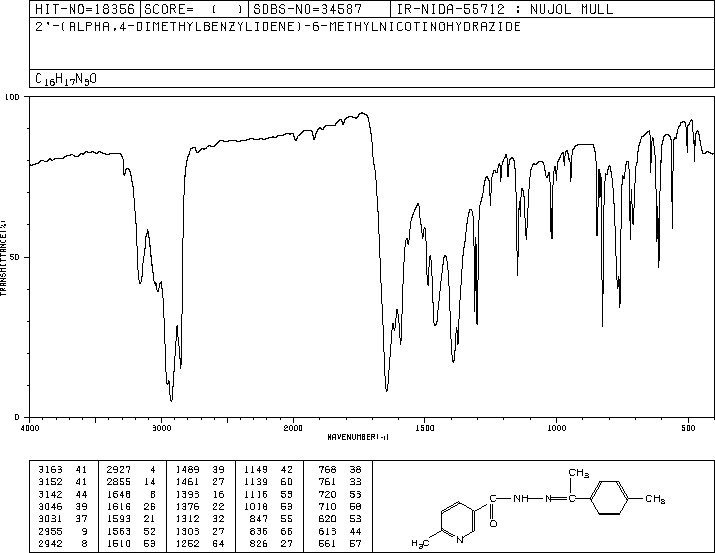 HIT-NO=18356 SCORE= ( ) SDBS-NO=34587 IR-NIDA-55712 : NUJOL MULL
2'-(ALPHA,4-DIMETHYLBENZYLIDENE)-6-METHYLNICOTINOHYDRAZIDE
C16H17N3O
100
50
0
TRANSMITTANCE(%)
4000 3000 2000 1500 1000 500
WAVENUMBER(-1)
3163 41 2927 4 1489 39 1149 42 768 38
3152 41 2855 14 1461 27 1139 60 761 33
3142 44 1648 8 1393 16 1116 53 720 53
3046 39 1616 26 1376 22 1018 53 710 58
3031 37 1593 21 1312 32 847 55 620 53
2955 9 1563 52 1303 27 836 66 613 44
2942 8 1510 53 1252 64 826 27 561 57
CH3
C NH N C CH3
O
H3C N